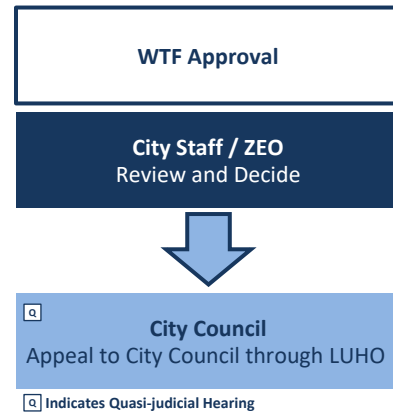 WTF Approval
City Staff / ZEO
Review and Decide
Q
City Council
Appeal to City Council through LUHO
Q Indicates Quasi-judicial Hearing